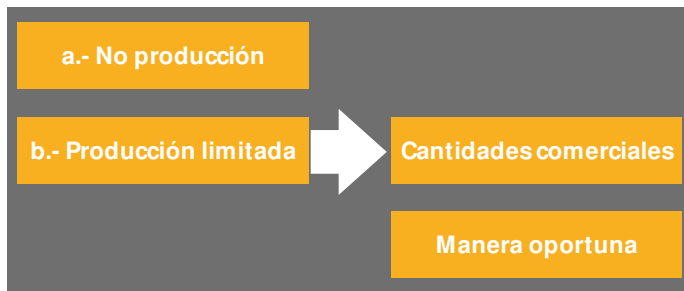 a.- No producción
b.- Producción limitada
Cantidades comerciales
Manera oportuna